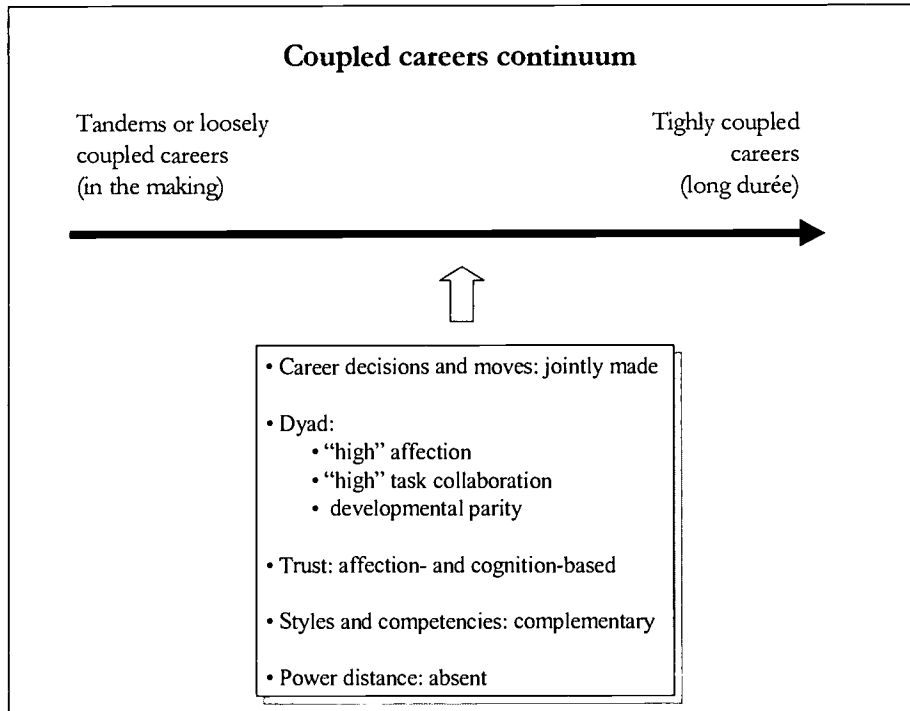 Coupled careers continuum
Tandems or loosely
coupled careers
(in the making)
Tighly coupled
careers
(long durée)
• Career decisions and moves: jointly made
• Dyad:
• “high” affection
• “high” task collaboration
• developmental parity
• Trust: affection- and cognition-based
• Styles and competencies: complementary
• Power distance: absent